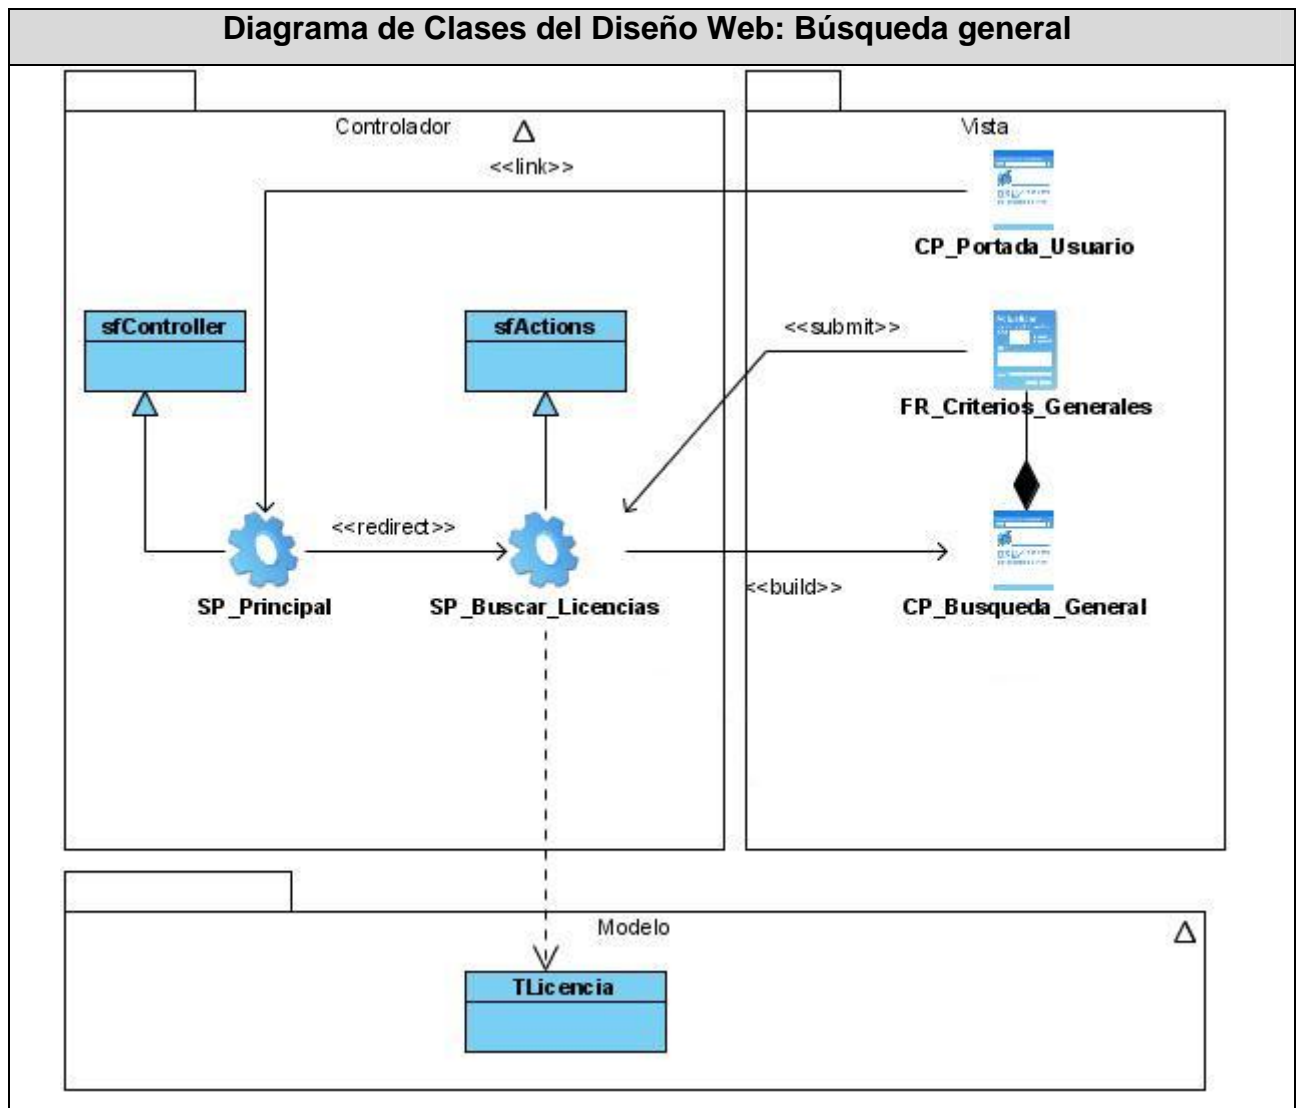 Diagrama de Clases del Diseño Web: Búsqueda general
Controlador
Vista
<<link>>
CP_Portada_Usuario
sfController
sfActions
<<submit>>
FR_Criterios_Generales
<<redirect>>
<<build>>
SP_Principal
SP_Buscar_Licencias
CP_Busqueda_General
Modelo
TLicencia